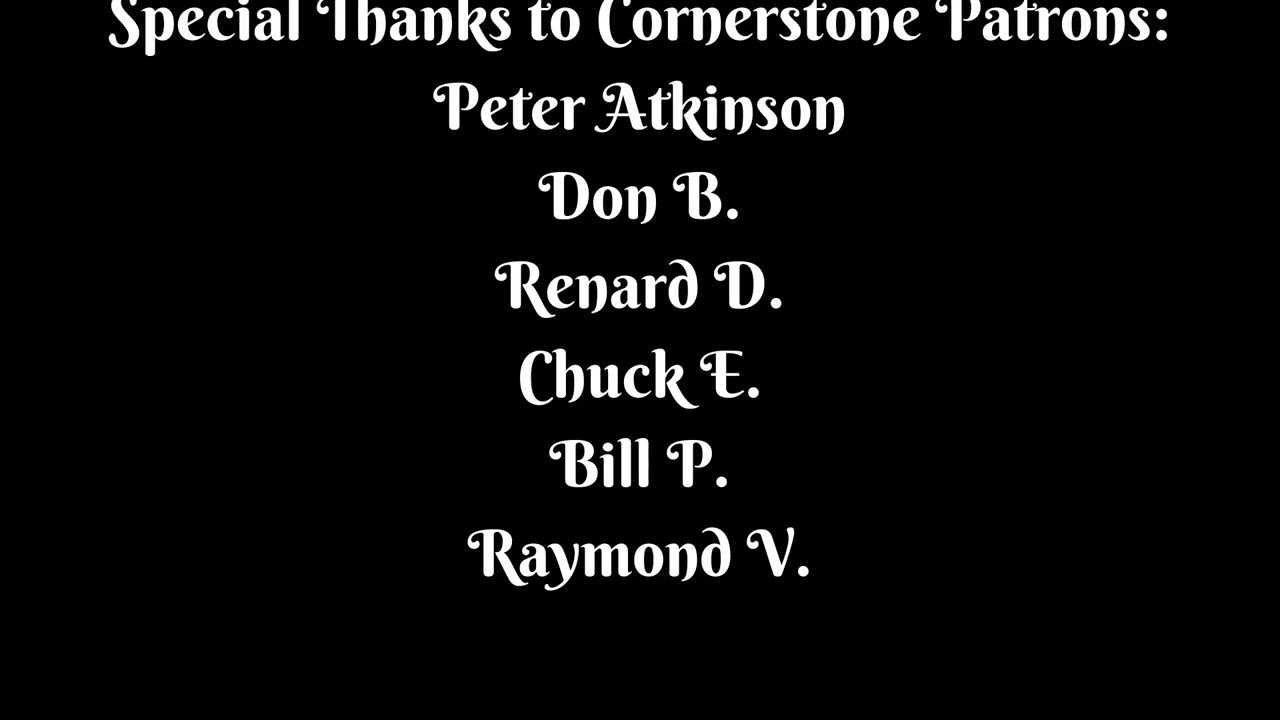 Special Thanks to Cornerstone Patrons:
Peter Atkinson
Don B.
Renard D.
Chuck E.
Bill P.
Raymond V.